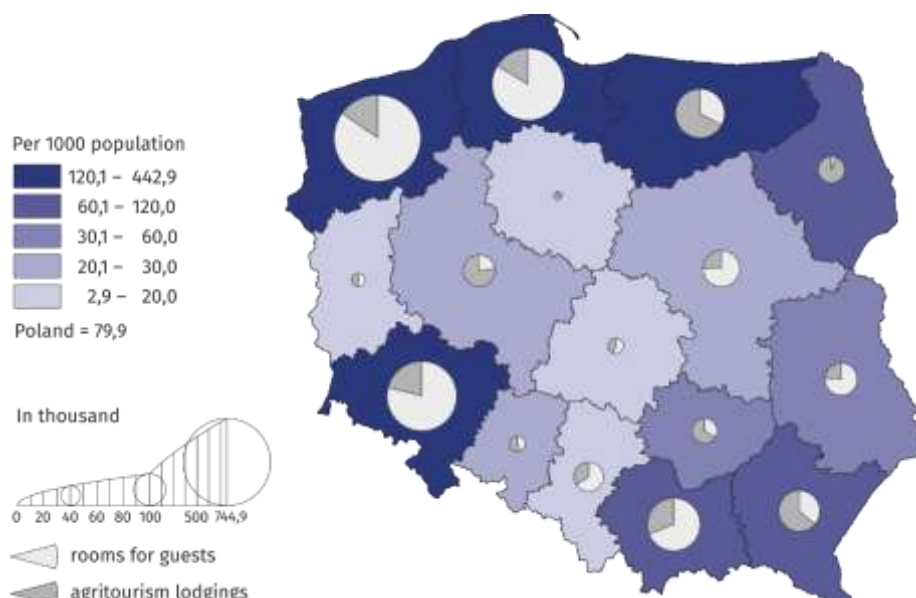 Per 1000 population
120,1 – 442,9
60,1 – 120,0
30,1 – 60,0
20,1 – 30,0
2,9 – 20,0
Poland = 79,9
In thousand
0 20 40 60 80 100 500 744,9
rooms for guests
agritourism lodgings